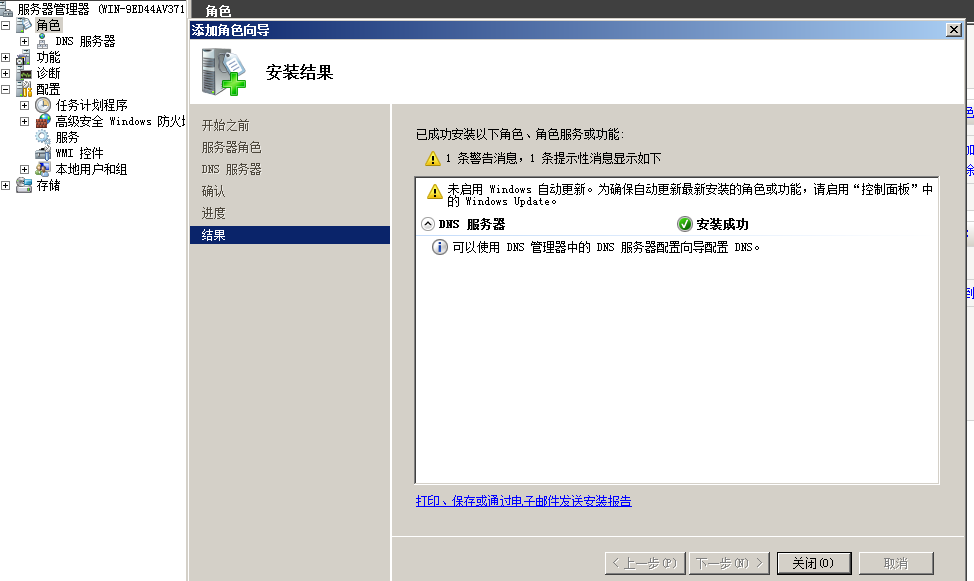 服务器管理器 (WIN-9ED44AV371
角色
DNS 服务器
功能
诊断
配置
任务计划程序
高级安全 Windows 防火
服务
WMI 控件
本地用户和组
存储
角色
添加角色向导
安装结果
开始之前
服务器角色
DNS 服务器
确认
进度
结果
已成功安装以下角色、角色服务或功能:
1 条警告消息，1 条提示性消息显示如下
未启用 Windows 自动更新。为确保自动更新最新安装的角色或功能，请启用“控制面板”中
的 Windows Update。
DNS 服务器 安装成功
可以使用 DNS 管理器中的 DNS 服务器配置向导配置 DNS。
打印、保存或通过电子邮件发送安装报告
< 上一步(P) 下一步(N) > 关闭(O) 取消